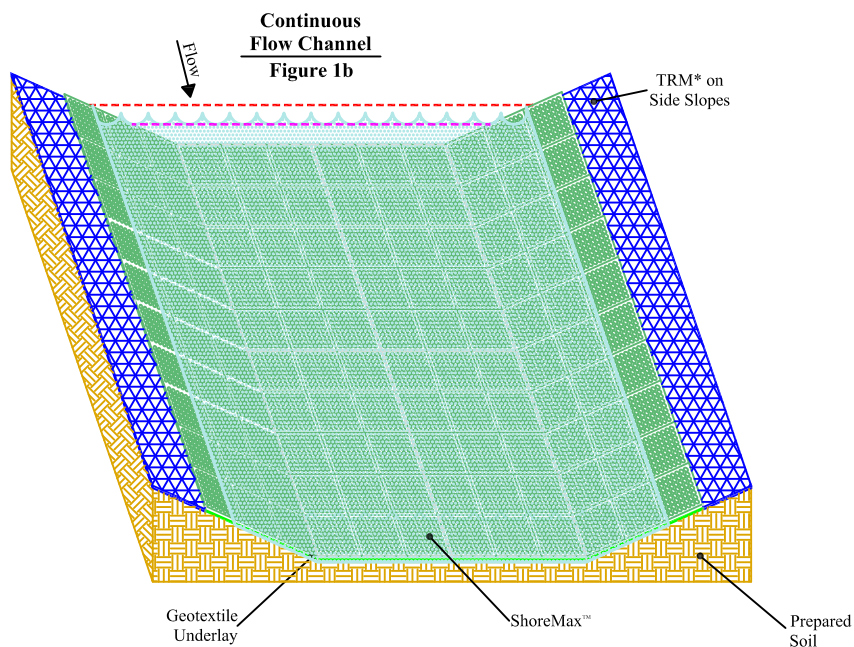 Continuous
Flow Channel
Figure 1b
Flow
TRM* on
Side Slopes
Geotextile
Underlay
ShoreMax™
Prepared
Soil